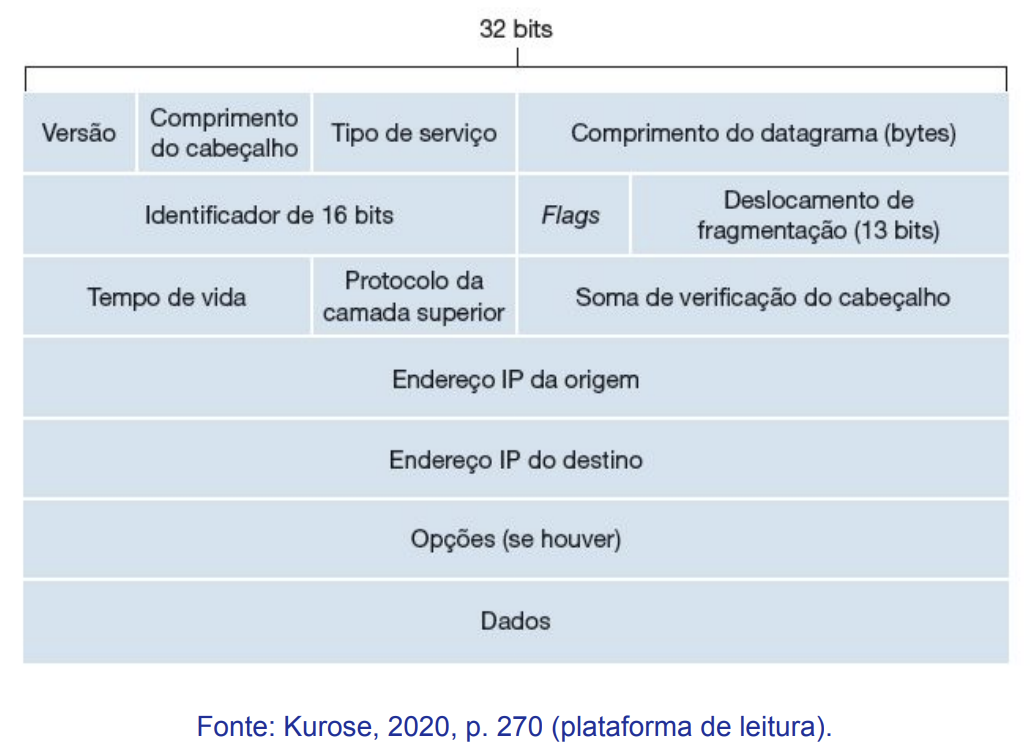 32 bits
Versão
Comprimento
do cabeçalho
Tipo de serviço
Comprimento do datagrama (bytes)
Identificador de 16 bits
Flags
Deslocamento de
fragmentação (13 bits)
Tempo de vida
Protocolo da
camada superior
Soma de verificação do cabeçalho
Endereço IP da origem
Endereço IP do destino
Opções (se houver)
Dados
Fonte: Kurose, 2020, p. 270 (plataforma de leitura).